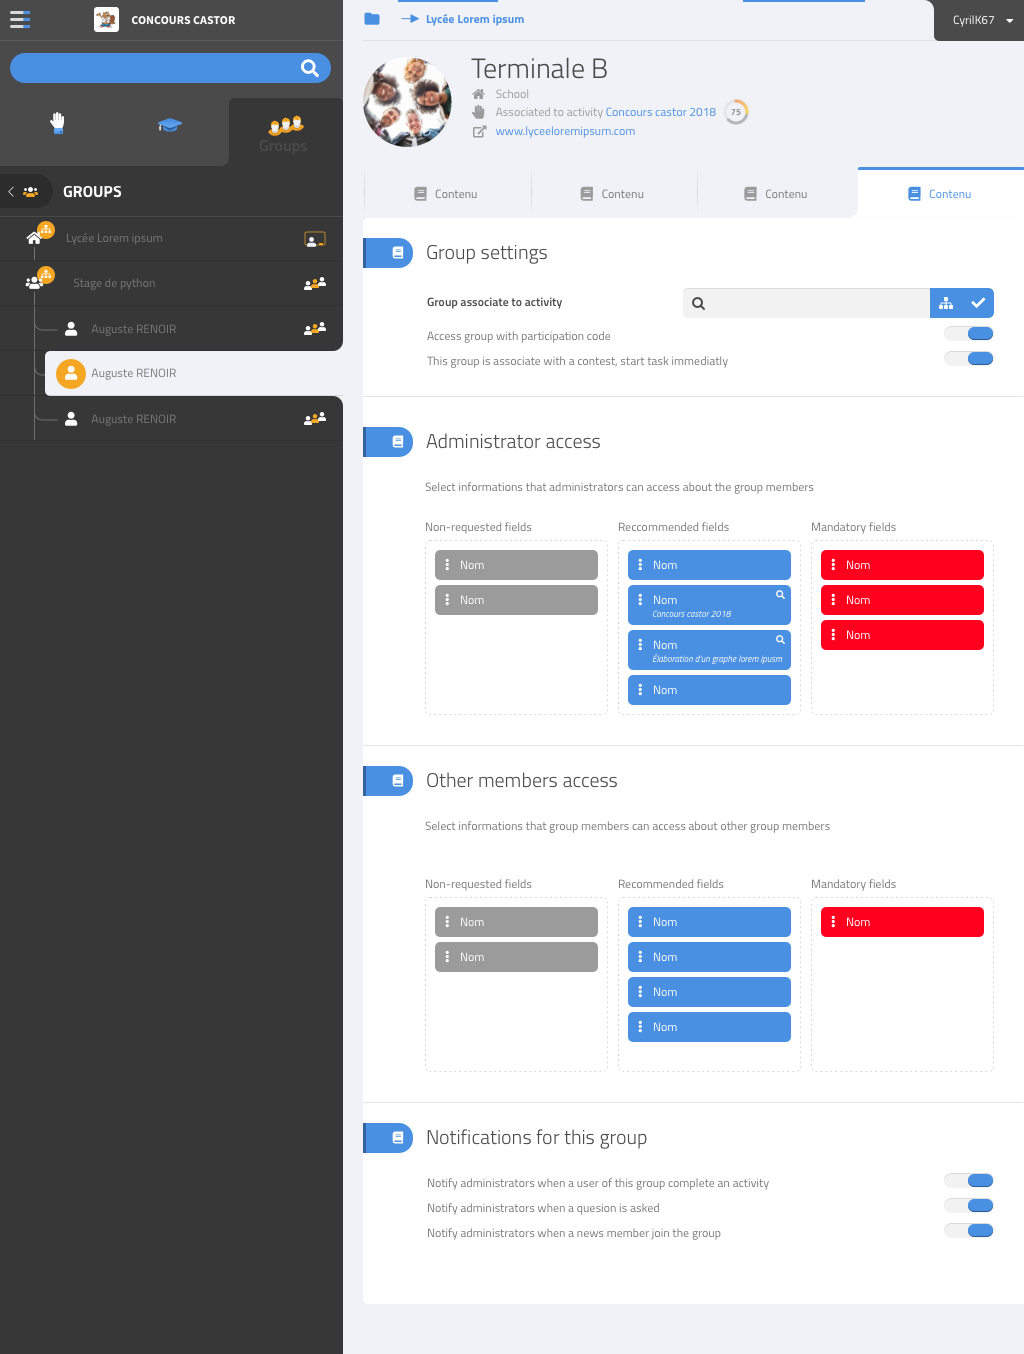 CONCOURS CASTOR
Groups
GROUPS
Lycée Lorem ipsum
Stage de python
Auguste RENOIR
Auguste RENOIR
Auguste RENOIR
Lycée Lorem ipsum
CyrilK67
Terminale B
School
Associated to activity Concours castor 2018
75
www.lyceeloremipsum.com
Contenu
Contenu
Contenu
Contenu
Group settings
Group associate to activity
Access group with participation code
This group is associate with a contest, start task immediatly
Administrator access
Select informations that administrators can access about the group members
Non-requested fields
Nom
Nom
Reccommended fields
Nom
Nom
Concours castor 2018
Nom
Élaboration d'un graphe lorem ipusm
Nom
Mandatory fields
Nom
Nom
Nom
Other members access
Select informations that group members can access about other group members
Non-requested fields
Nom
Nom
Recommended fields
Nom
Nom
Nom
Nom
Mandatory fields
Nom
Notifications for this group
Notify administrators when a user of this group complete an activity
Notify administrators when a quesion is asked
Notify administrators when a news member join the group